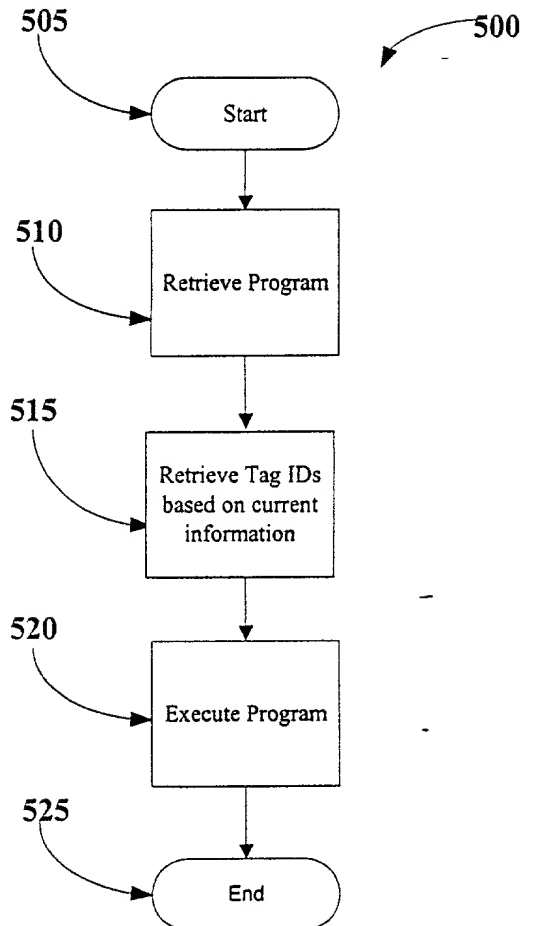 505
500
Start
510
Retrieve Program
515
Retrieve Tag IDs
based on current
information
520
Execute Program
525
End